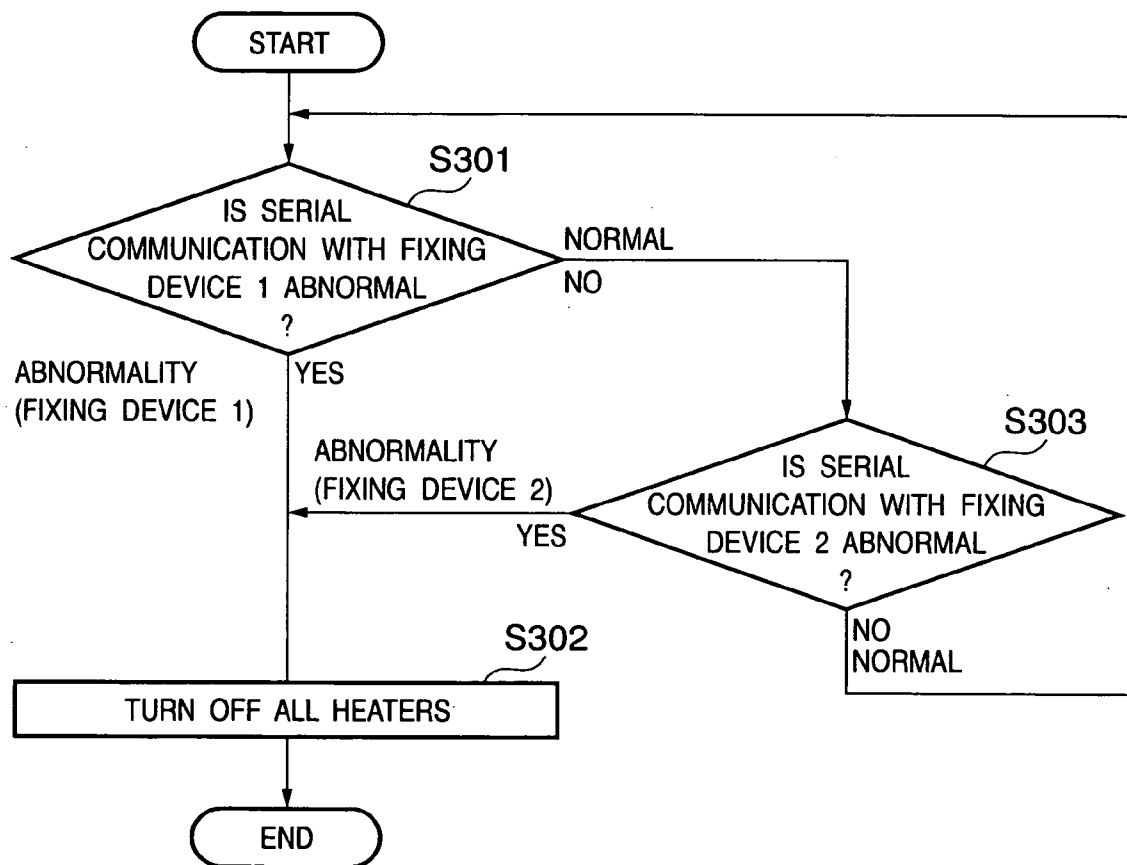 START
S301
IS SERIAL
COMMUNICATION WITH FIXING
DEVICE 1 ABNORMAL
?
NORMAL
NO
ABNORMALITY
(FIXING DEVICE 1)
YES
S303
IS SERIAL
COMMUNICATION WITH FIXING
DEVICE 2 ABNORMAL
?
ABNORMALITY
(FIXING DEVICE 2)
YES
NO
NORMAL
S302
TURN OFF ALL HEATERS
END